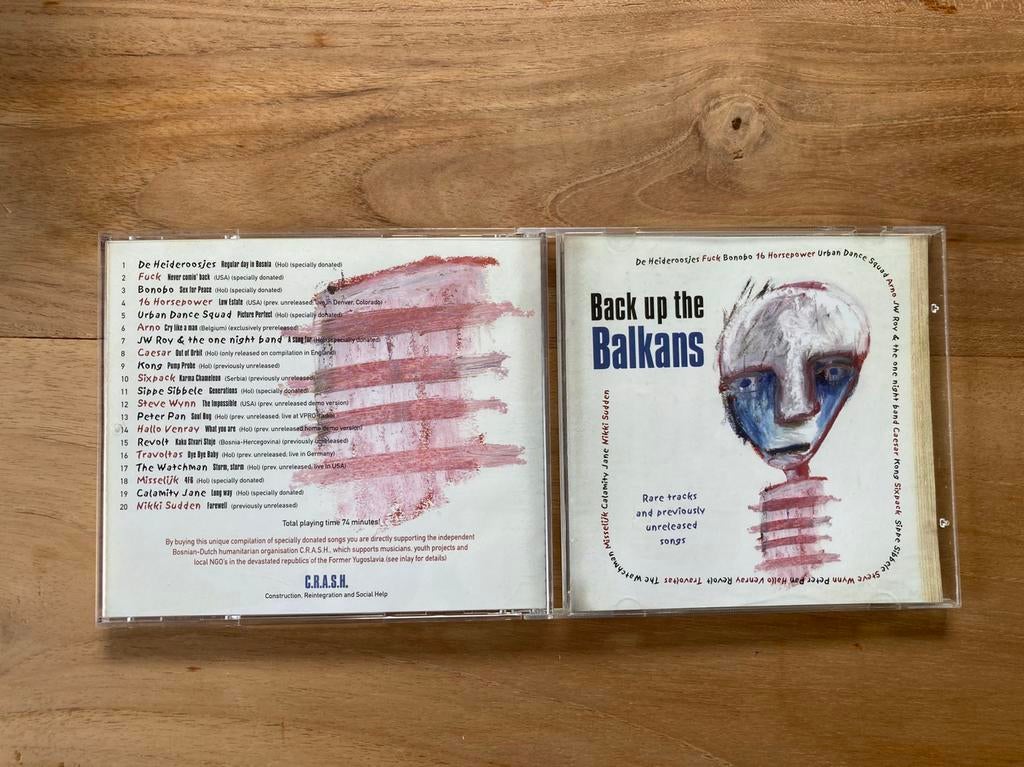 1 De Heideroosjes Regular day in Bosnia (Hol) (specially donated)
2 Fuck Never comin' back (USA) (specially donated)
3 Bonobo Sex for Peace (Hol) (specially donated)
4 16 Horsepower Low Estate (USA) (prev. unreleased: live in Denver, Colorado)
5 Urban Dance Squad Picture Perfect (Hol) (specially donated)
6 Arno Cry like a man (Belgium) (exclusively prereleased)
7 JW Roy & the one night band A song for (Hol) (specially donated)
8 Caesar Out of Orbit (Hol) (only released on compilation in England)
9 Kong Pump Probe (Hol) (previously unreleased)
10 Sixpack Karma Chameleon (Serbia) (previously unreleased)
11 Sippe Sibbele Generations (Hol) (specially donated)
12 Steve Wynn The Impossible (USA) (prev. unreleased demo version)
13 Peter Pan Soul Bug (Hol) (prev. unreleased: live at VPRO-radio)
14 Hallo Venray What you are (Hol) (prev. unreleased home demo version)
15 Revolt Kako Stvari Stoje (Bosnia-Hercegovina) (previously unreleased)
16 Travoltas Bye Bye Baby (Hol) (prev. unreleased: live in Germany)
17 The Watchman Storm, storm (Hol) (prev. unreleased: live in USA)
18 Misselijk 4F6 (Hol) (specially donated)
19 Calamity Jane Long way (Hol) (specially donated)
20 Nikki Sudden Farewell (previously unreleased)
Total playing time 74 minutes!
By buying this unique compilation of specially donated songs you are directly supporting the independent
Bosnian-Dutch humanitarian organisation C.R.A.S.H., which supports musicians, youth projects and
local NGO's in the devastated republics of the Former Yugoslavia.(see inlay for details)
C.R.A.S.H.
Construction, Reintegration and Social Help
De Heideroosjes Fuck Bonobo 16 Horsepower Urban Dance Squad Arno JW Roy & the one night band Caesar Kong Sixpack Sippe Sibbele Steve Wynn Peter Pan Hallo Venray Revolt Travoltas The Watchman Misselijk Calamity Jane Nikki Sudden
Back up the
Balkans
Rare tracks
and previously
unreleased
songs